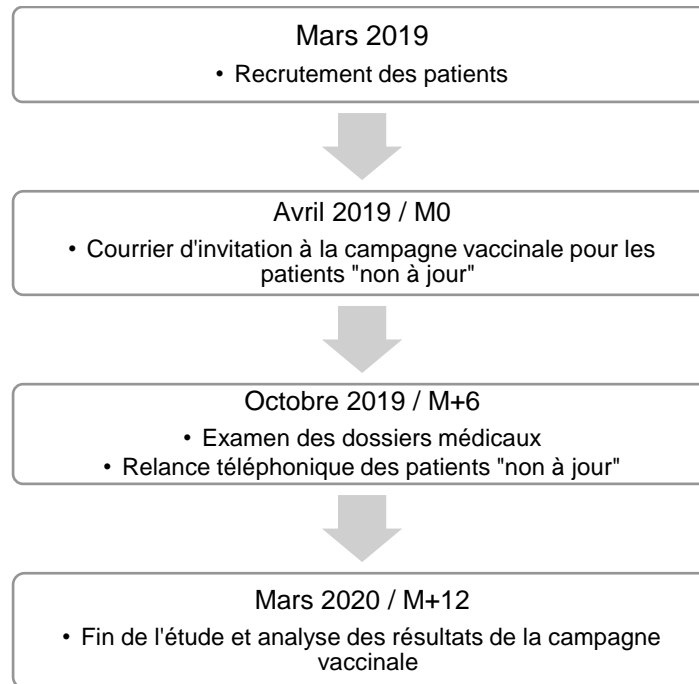 Mars 2019
• Recrutement des patients
Avril 2019 / M0
• Courrier d'invitation à la campagne vaccinale pour les
patients "non à jour"
Octobre 2019 / M+6
• Examen des dossiers médicaux
• Relance téléphonique des patients "non à jour"
Mars 2020 / M+12
• Fin de l'étude et analyse des résultats de la campagne
vaccinale